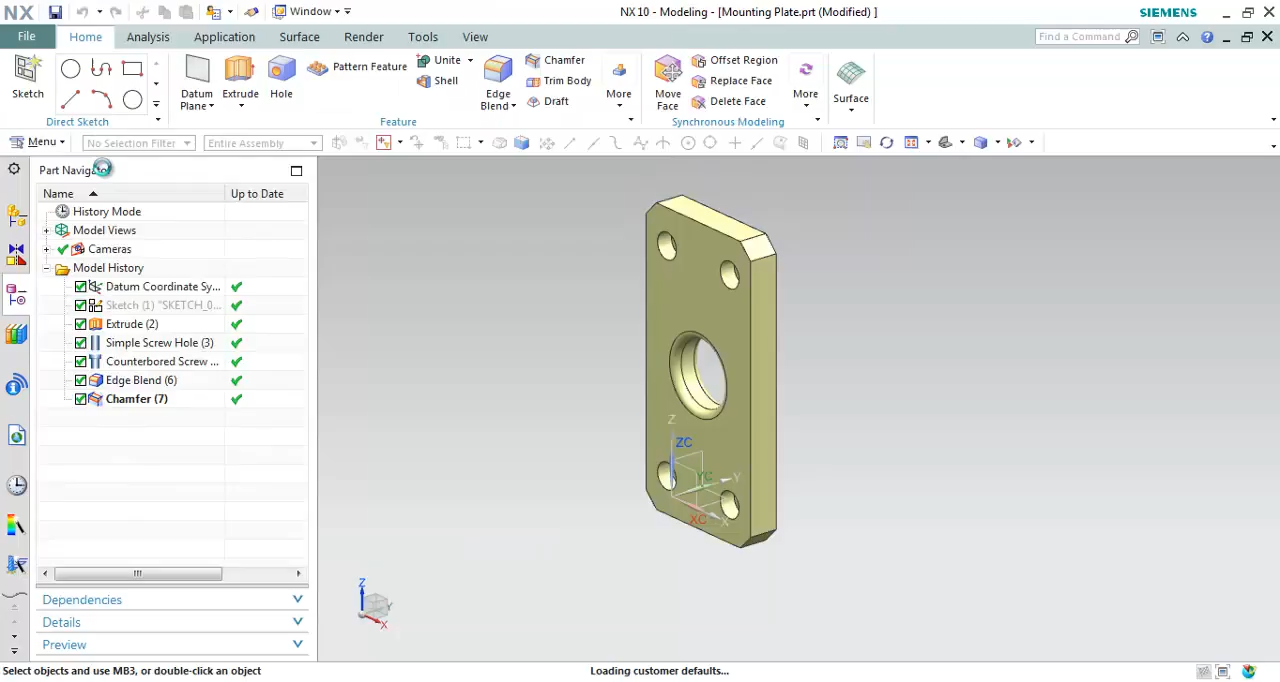 NX Window NX 10 - Modeling - [Mounting Plate.prt (Modified) ] SIEMENS
File Home Analysis Application Curve Surface Render Tools View Find a Command
Sketch
Direct Sketch
Datum Plane Extrude Hole Pattern Feature Unite Shell Edge Blend Chamfer Trim Body Draft More
Feature
Move Face Offset Region Replace Face Delete Face More
Synchronous Modeling
Surface
Menu No Selection Filter Entire Assembly
Part Naviga
Name Up to Date
History Mode
Model Views
Cameras
Model History
Datum Coordinate Sy...
Sketch (1) "SKETCH_0...
Extrude (2)
Simple Screw Hole (3)
Counterbored Screw ...
Edge Blend (6)
Chamfer (7)
Z
ZC
YC Y
XC X
Z
Y
X
Dependencies
Details
Preview
Select objects and use MB3, or double-click an object Loading customer defaults...